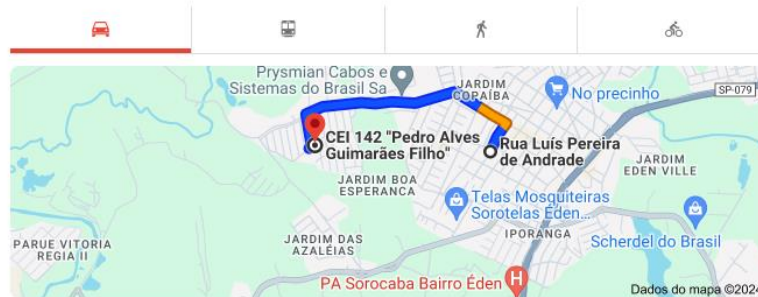 Prysmian Cabos e
Sistemas do Brasil Sa
JARDIM
COPAÍBA
No precinho
SP-079
CEI 142 "Pedro Alves
Guimarães Filho"
Rua Luís Pereira
de Andrade
JARDIM
EDEN VILLE
JARDIM BOA
ESPERANCA
Telas Mosquiteiras
Sorotelas Éden...
PARUE VITORIA
REGIA II
JARDIM DAS
AZALÉIAS
IPORANGA
Scherdel do Brasil
PA Sorocaba Bairro Éden
H
Dados do mapa ©2024